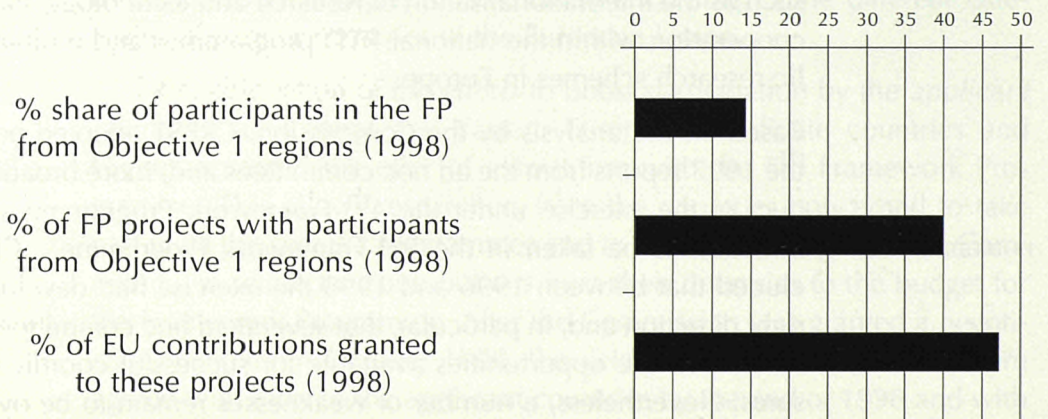 0 5 10 15 20 25 30 35 40 45 50
% share of participants in the FP
from Objective 1 regions (1998)
% of FP projects with participants
from Objective 1 regions (1998)
% of EU contributions granted
to these projects (1998)